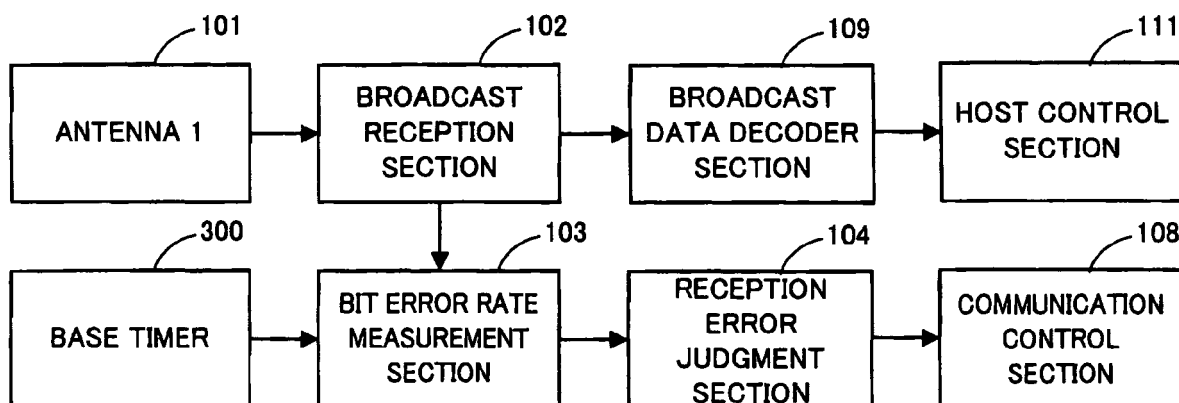 101
102
109
111
ANTENNA 1
BROADCAST
RECEPTION
SECTION
BROADCAST
DATA DECODER
SECTION
HOST CONTROL
SECTION
300
103
104
108
BASE TIMER
BIT ERROR RATE
MEASUREMENT
SECTION
RECEPTION
ERROR
JUDGMENT
SECTION
COMMUNICATION
CONTROL
SECTION